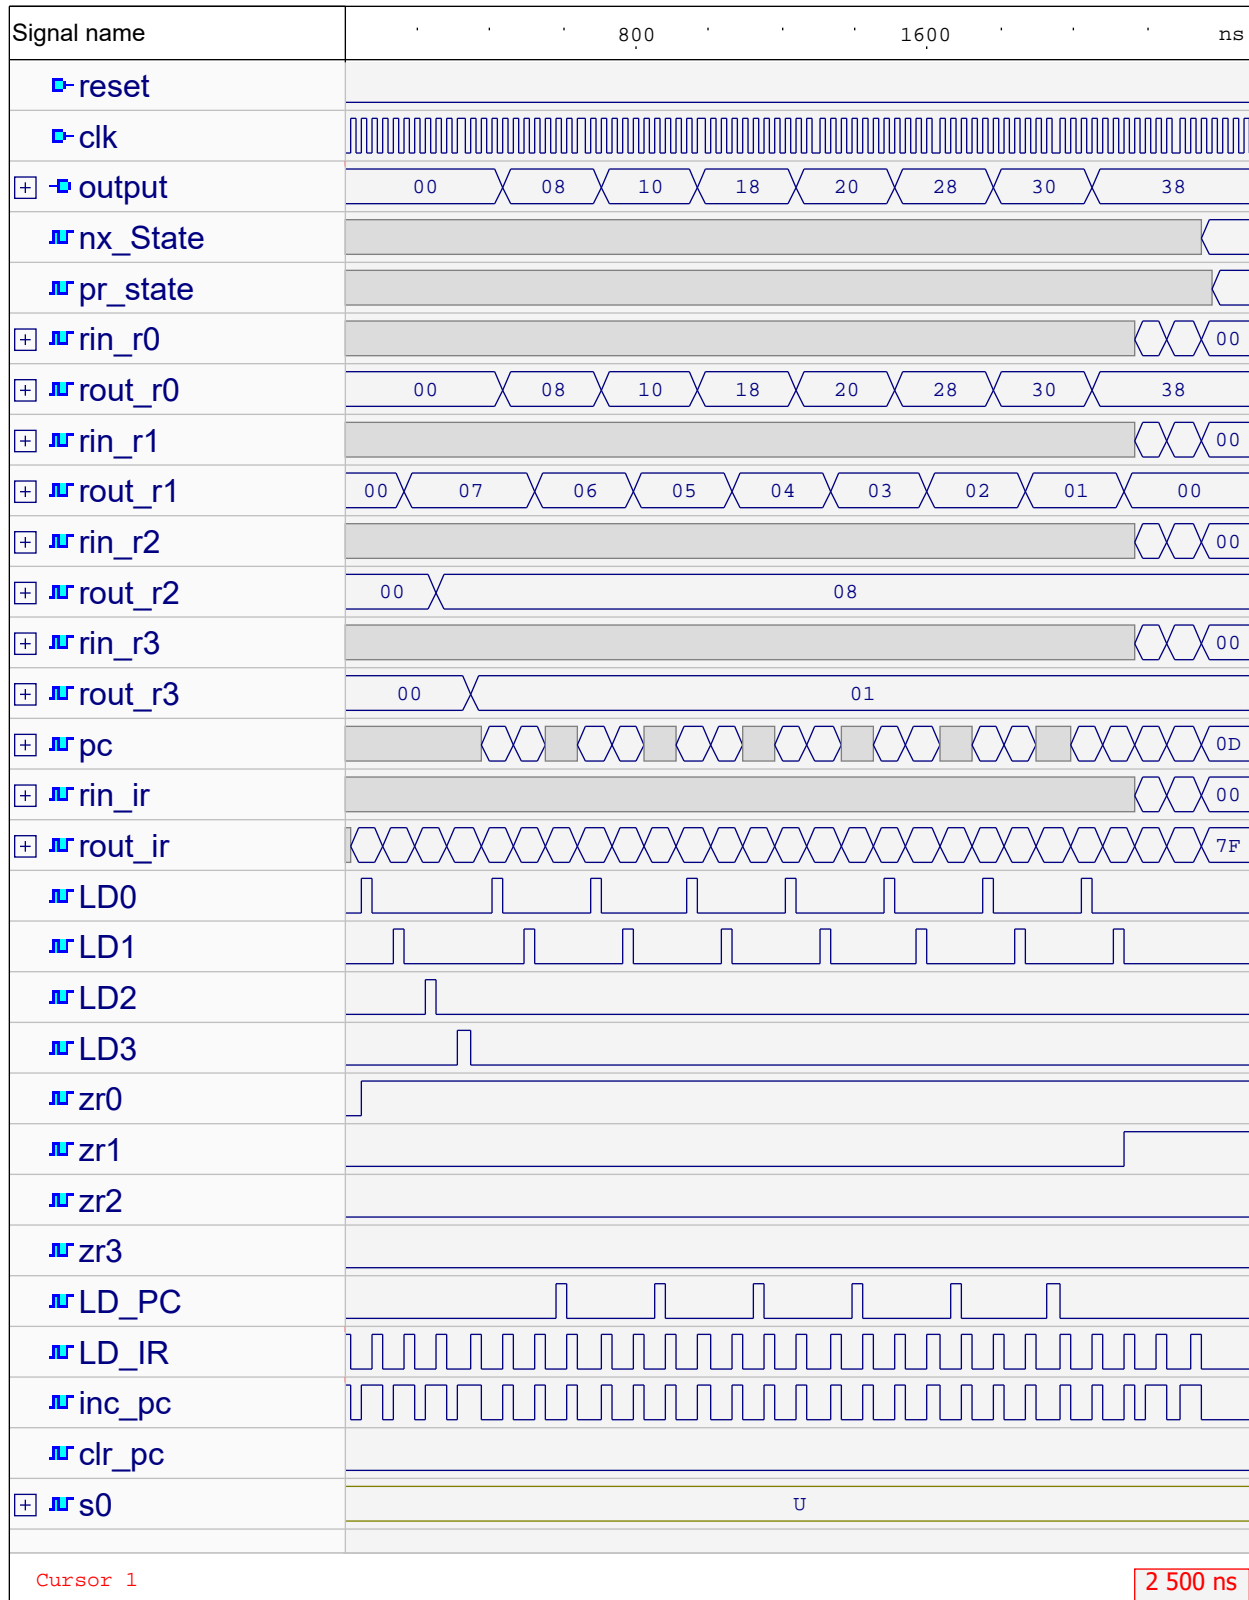 Signal name 800 1600 ns
reset
clk
output 00 08 10 18 20 28 30 38
nx_State
pr_state
rin_r0 00
rout_r0 00 08 10 18 20 28 30 38
rin_r1 00
rout_r1 00 07 06 05 04 03 02 01 00
rin_r2 00
rout_r2 00 08
rin_r3 00
rout_r3 00 01
pc 0D
rin_ir 00
rout_ir 7F
LD0
LD1
LD2
LD3
zr0
zr1
zr2
zr3
LD_PC
LD_IR
inc_pc
clr_pc
s0 U
Cursor 1 2 500 ns